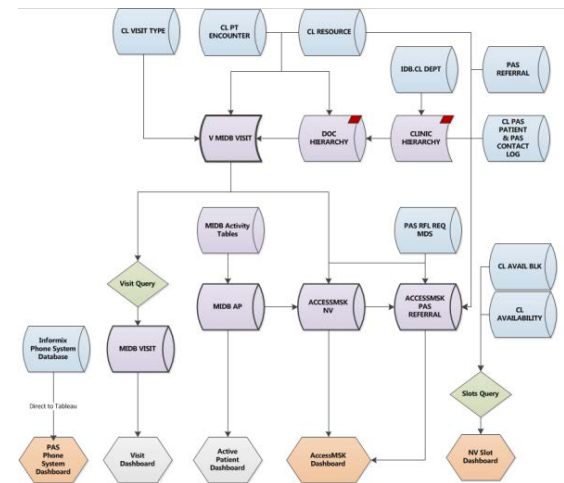 CL VISIT TYPE
CL PT
ENCOUNTER
CL RESOURCE
IDB.CL DEPT
PAS
REFERRAL
V MIDB VISIT
DOC
HIERARCHY
CLINIC
HIERARCHY
CL PAS
PATIENT
& PAS
CONTACT
LOG
MIDB Activity
Tables
PAS RFL REQ
MDS
CL AVAIL BLK
CL
AVAILABILITY
Visit Query
MIDB AP
ACCESSMSK
NV
ACCESSMSK
PAS
REFERRAL
Informix
Phone System
Database
MIDB VISIT
Direct to Tableau
Slots Query
PAS
Phone
System
Dashboard
Visit
Dashboard
Active
Patient
Dashboard
AccessMSK
Dashboard
NV Slot
Dashboard